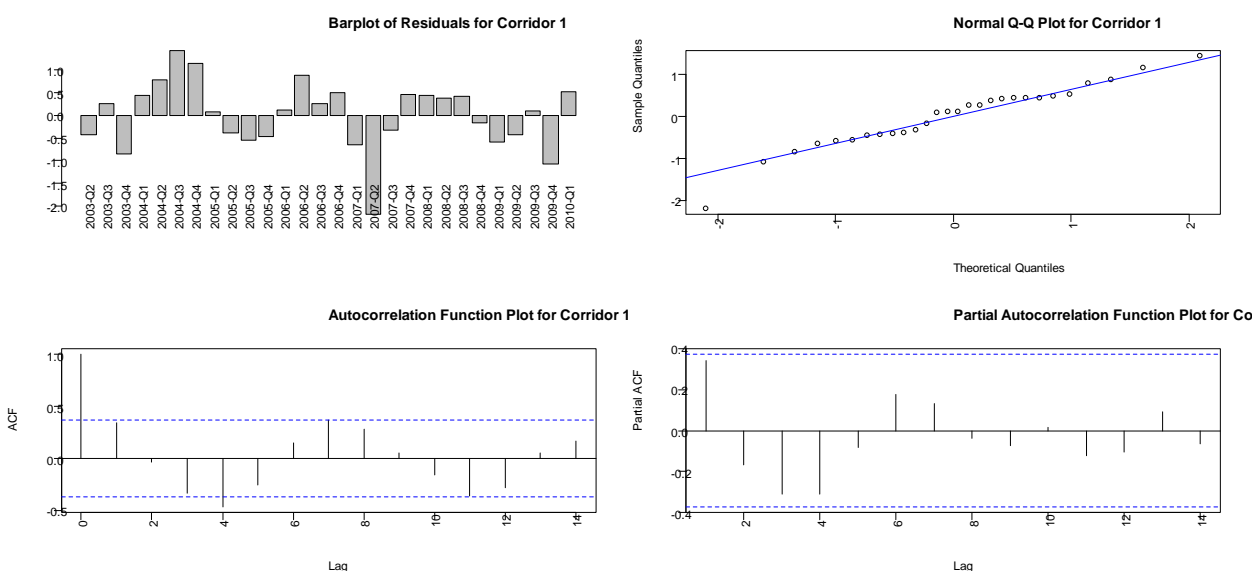 Barplot of Residuals for Corridor 1
1.0
0.5
0.0
-0.5
-1.0
-1.5
-2.0
2003-Q2
2003-Q3
2003-Q4
2004-Q1
2004-Q2
2004-Q3
2004-Q4
2005-Q1
2005-Q2
2005-Q3
2005-Q4
2006-Q1
2006-Q2
2006-Q3
2006-Q4
2007-Q1
2007-Q2
2007-Q3
2007-Q4
2008-Q1
2008-Q2
2008-Q3
2008-Q4
2009-Q1
2009-Q2
2009-Q3
2009-Q4
2010-Q1
Normal Q-Q Plot for Corridor 1
Sample Quantiles
1
0
-1
-2
-2
-1
0
1
2
Theoretical Quantiles
Autocorrelation Function Plot for Corridor 1
ACF
1.0
0.5
0.0
-0.5
0
2
4
6
8
10
12
14
Lag
Partial Autocorrelation Function Plot for Co
Partial ACF
0.4
0.2
0.0
-0.2
-0.4
2
4
6
8
10
12
14
Lag